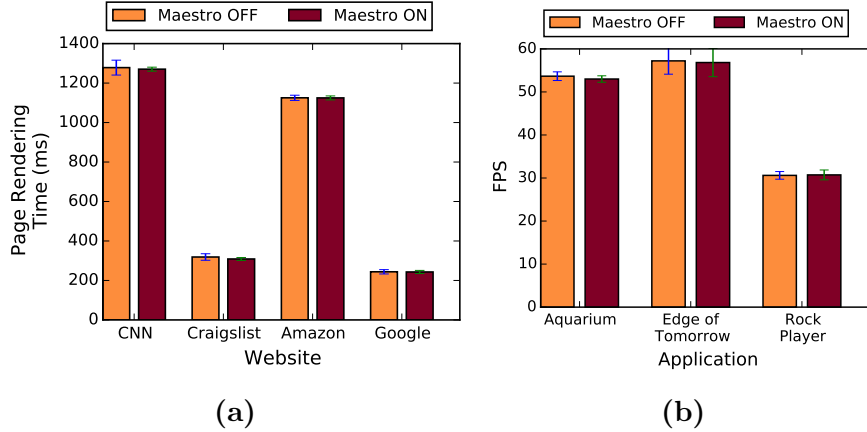 Maestro OFF Maestro ON
1400
1200
1000
800
600
400
200
0
Page Rendering
Time (ms)
CNN Craigslist Amazon Google
Website
(a)
Maestro OFF Maestro ON
60
50
40
30
20
10
0
FPS
Aquarium Edge of Tomorrow Rock Player
Application
(b)